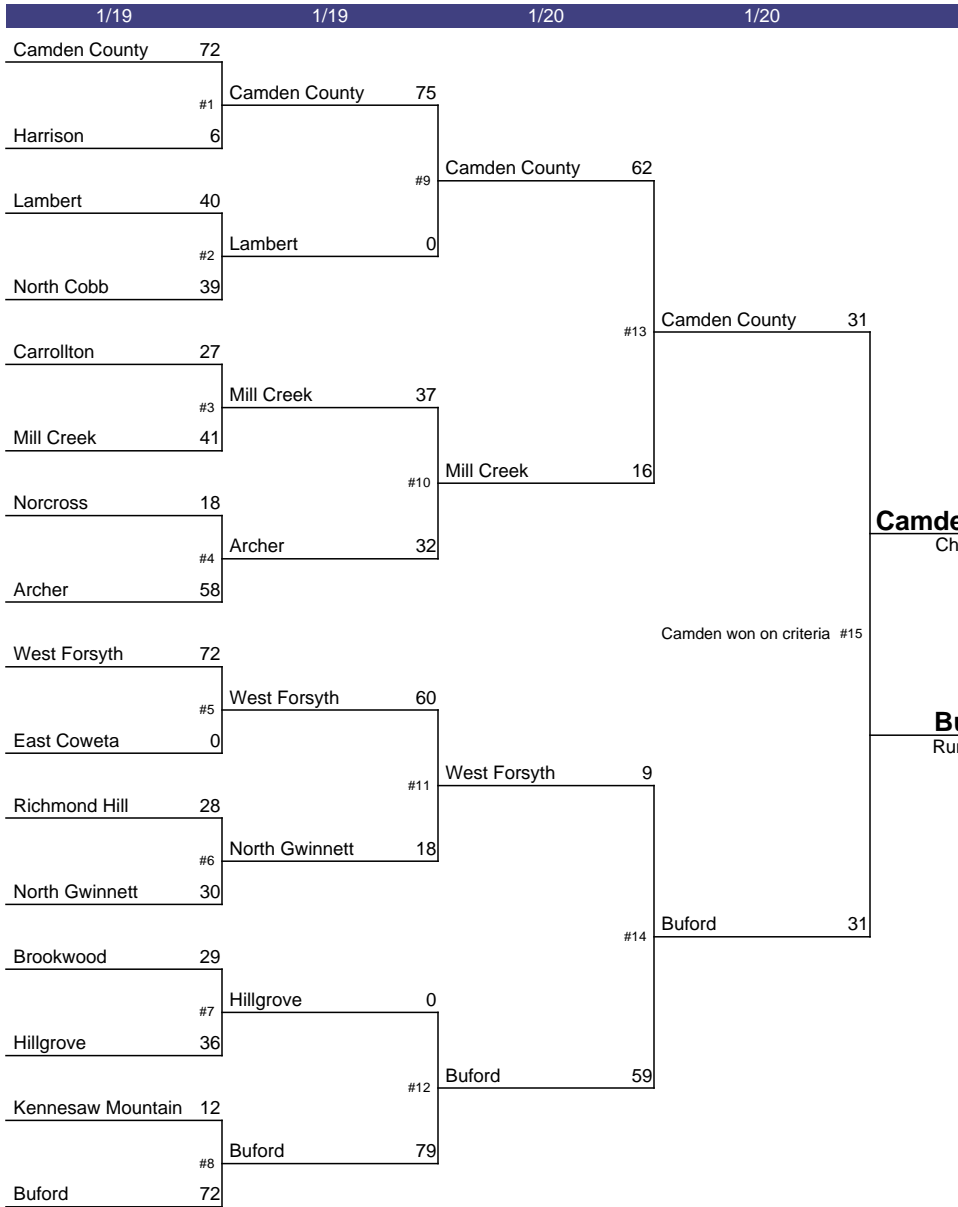 1/19 1/19 1/20 1/20
Camden County 72
#1
Harrison 6
Lambert 40
#2
North Cobb 39
Carrollton 27
#3
Mill Creek 41
Norcross 18
#4
Archer 58
West Forsyth 72
#5
East Coweta 0
Richmond Hill 28
#6
North Gwinnett 30
Brookwood 29
#7
Hillgrove 36
Kennesaw Mountain 12
#8
Buford 72
Camden County 75
#9
Lambert 0
Mill Creek 37
#10
Archer 32
West Forsyth 60
#11
North Gwinnett 18
Hillgrove 0
#12
Buford 79
Camden County 62
#13
Mill Creek 16
West Forsyth 9
#14
Buford 59
Camden County 31
Camden won on criteria #15
Buford 31
Camde
Ch
Bu
Ru